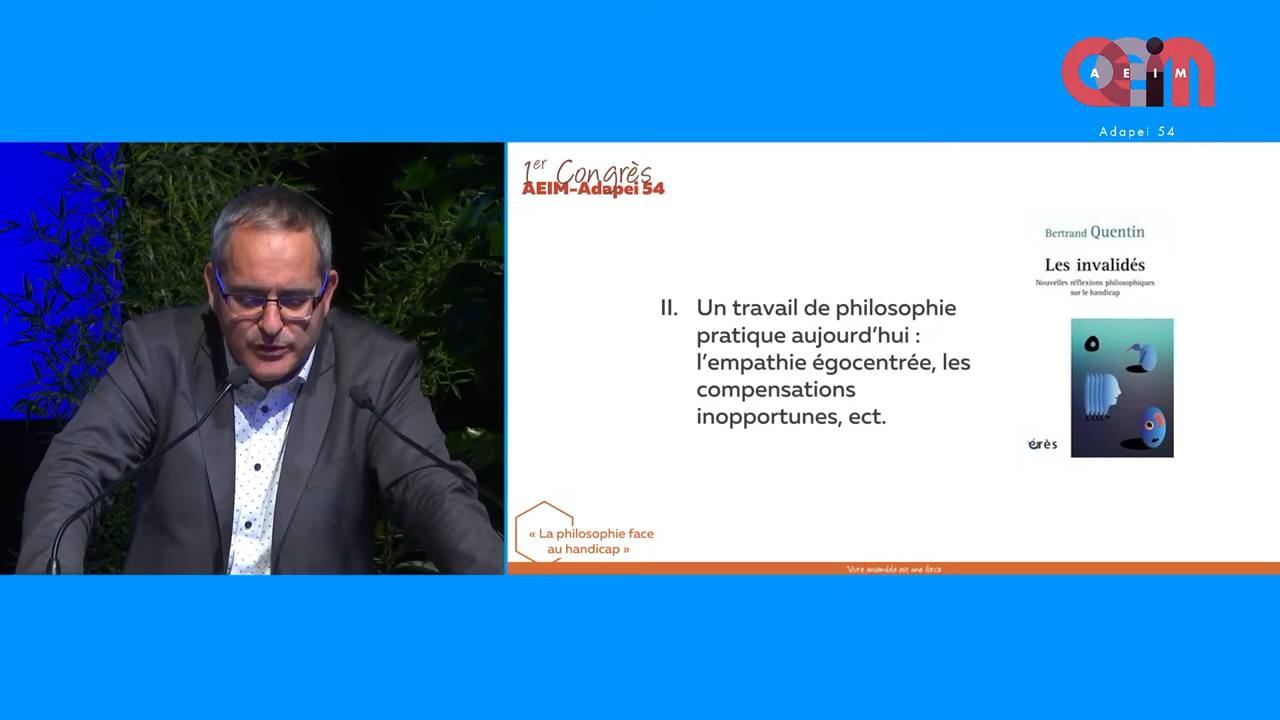 AEIM
Adapei 54
1er Congrès
AEIM-Adapei 54
Bertrand Quentin
Les invalidés
Nouvelles réflexions philosophiques
sur le handicap
II. Un travail de philosophie
pratique aujourd’hui :
l’empathie égocentrée, les
compensations
inopportunes, ect.
érès
« La philosophie face
au handicap »
Vivre ensemble est une force